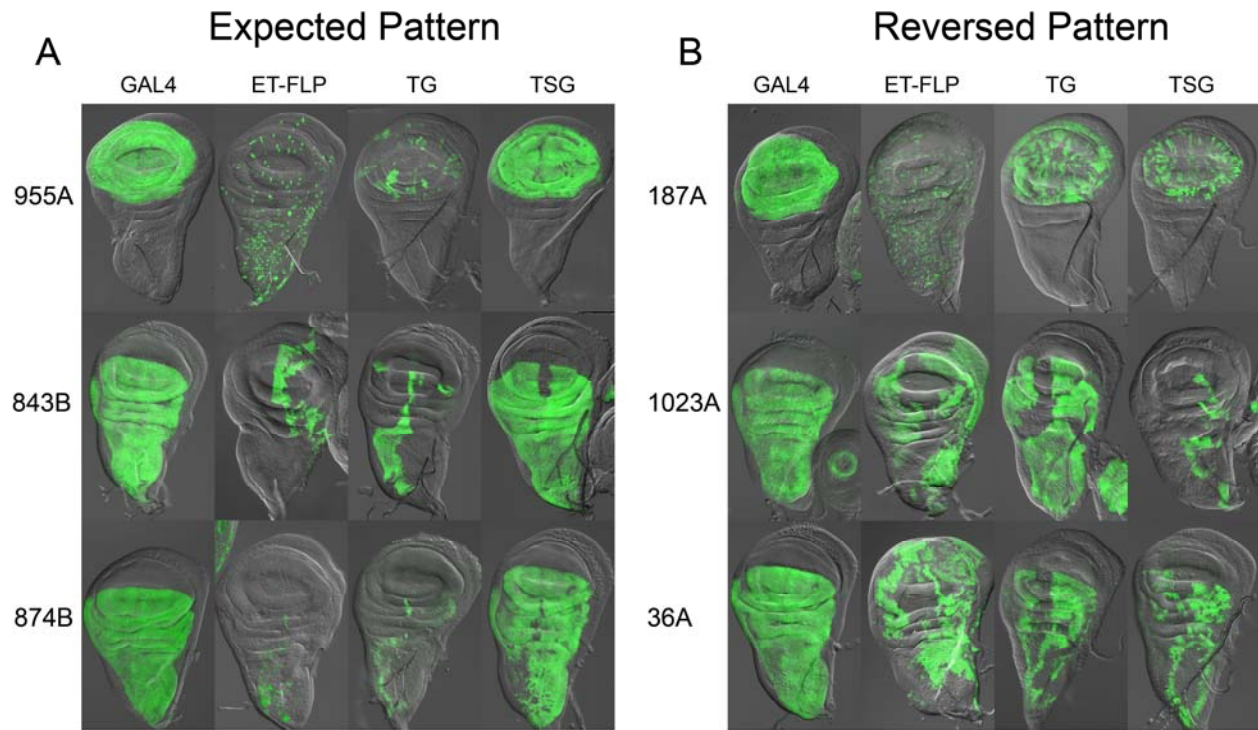 Expected Pattern
A
GAL4 ET-FLP TG TSG
955A
843B
874B
Reversed Pattern
B
GAL4 ET-FLP TG TSG
187A
1023A
36A